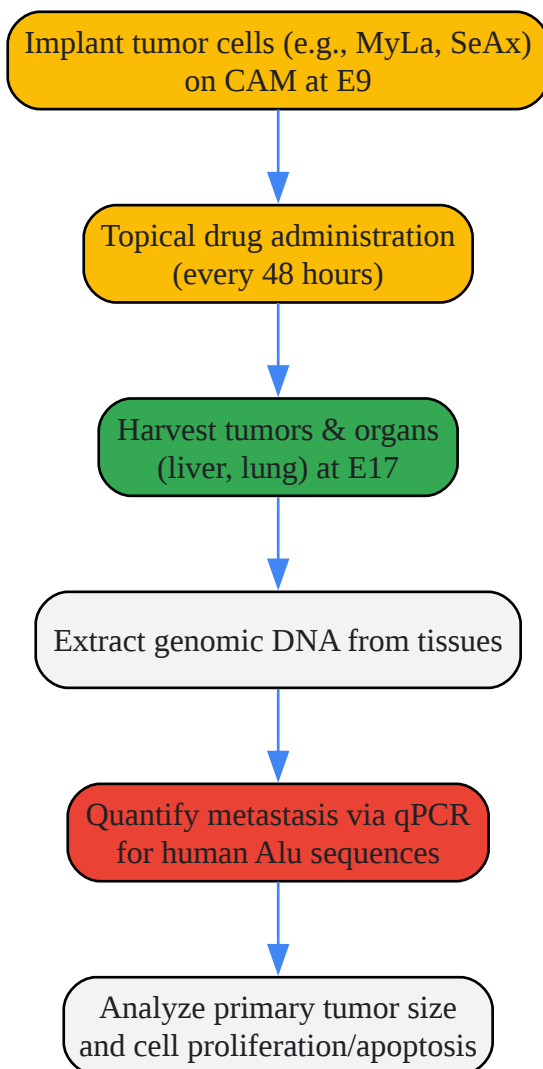 Implant tumor cells (e.g., MyLa, SeAx)
on CAM at E9
Topical drug administration
(every 48 hours)
Harvest tumors & organs
(liver, lung) at E17
Extract genomic DNA from tissues
Quantify metastasis via qPCR
for human Alu sequences
Analyze primary tumor size
and cell proliferation/apoptosis